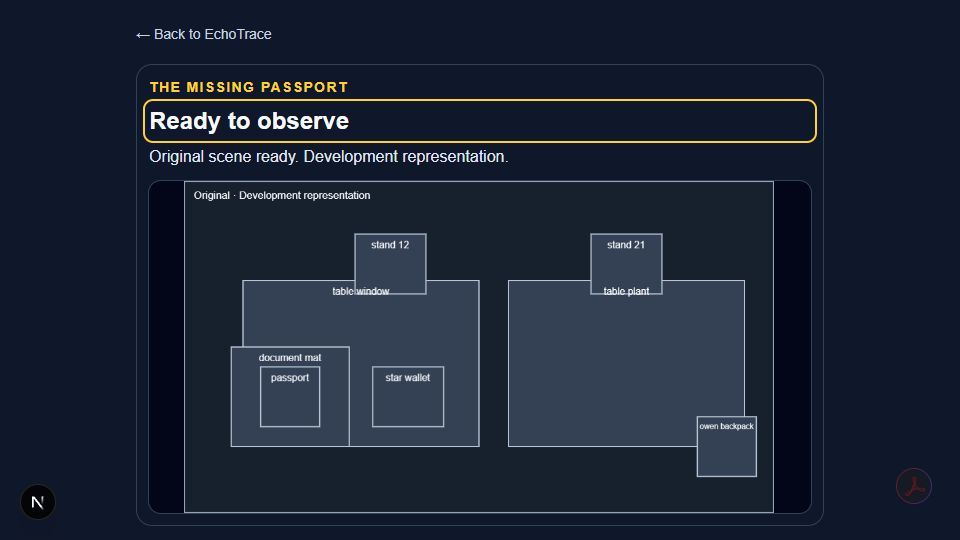 ← Back to EchoTrace
THE MISSING PASSPORT
Ready to observe
Original scene ready. Development representation.
Original · Development representation
stand 12
stand 21
table window
table plant
document mat
passport
star wallet
owen backpack
N